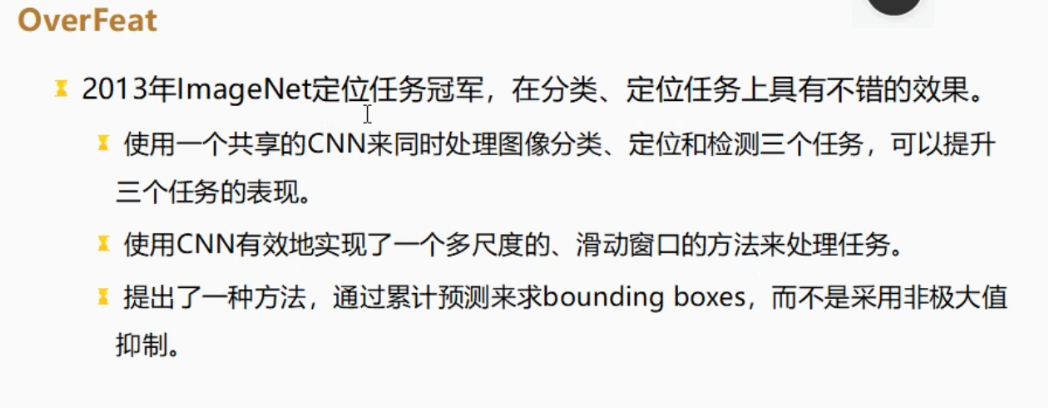 OverFeat
2013年ImageNet定位任务冠军，在分类、定位任务上具有不错的效果。
使用一个共享的CNN来同时处理图像分类、定位和检测三个任务，可以提升
三个任务的表现。
使用CNN有效地实现了一个多尺度的、滑动窗口的方法来处理任务。
提出了一种方法，通过累计预测来求bounding boxes，而不是采用非极大值
抑制。